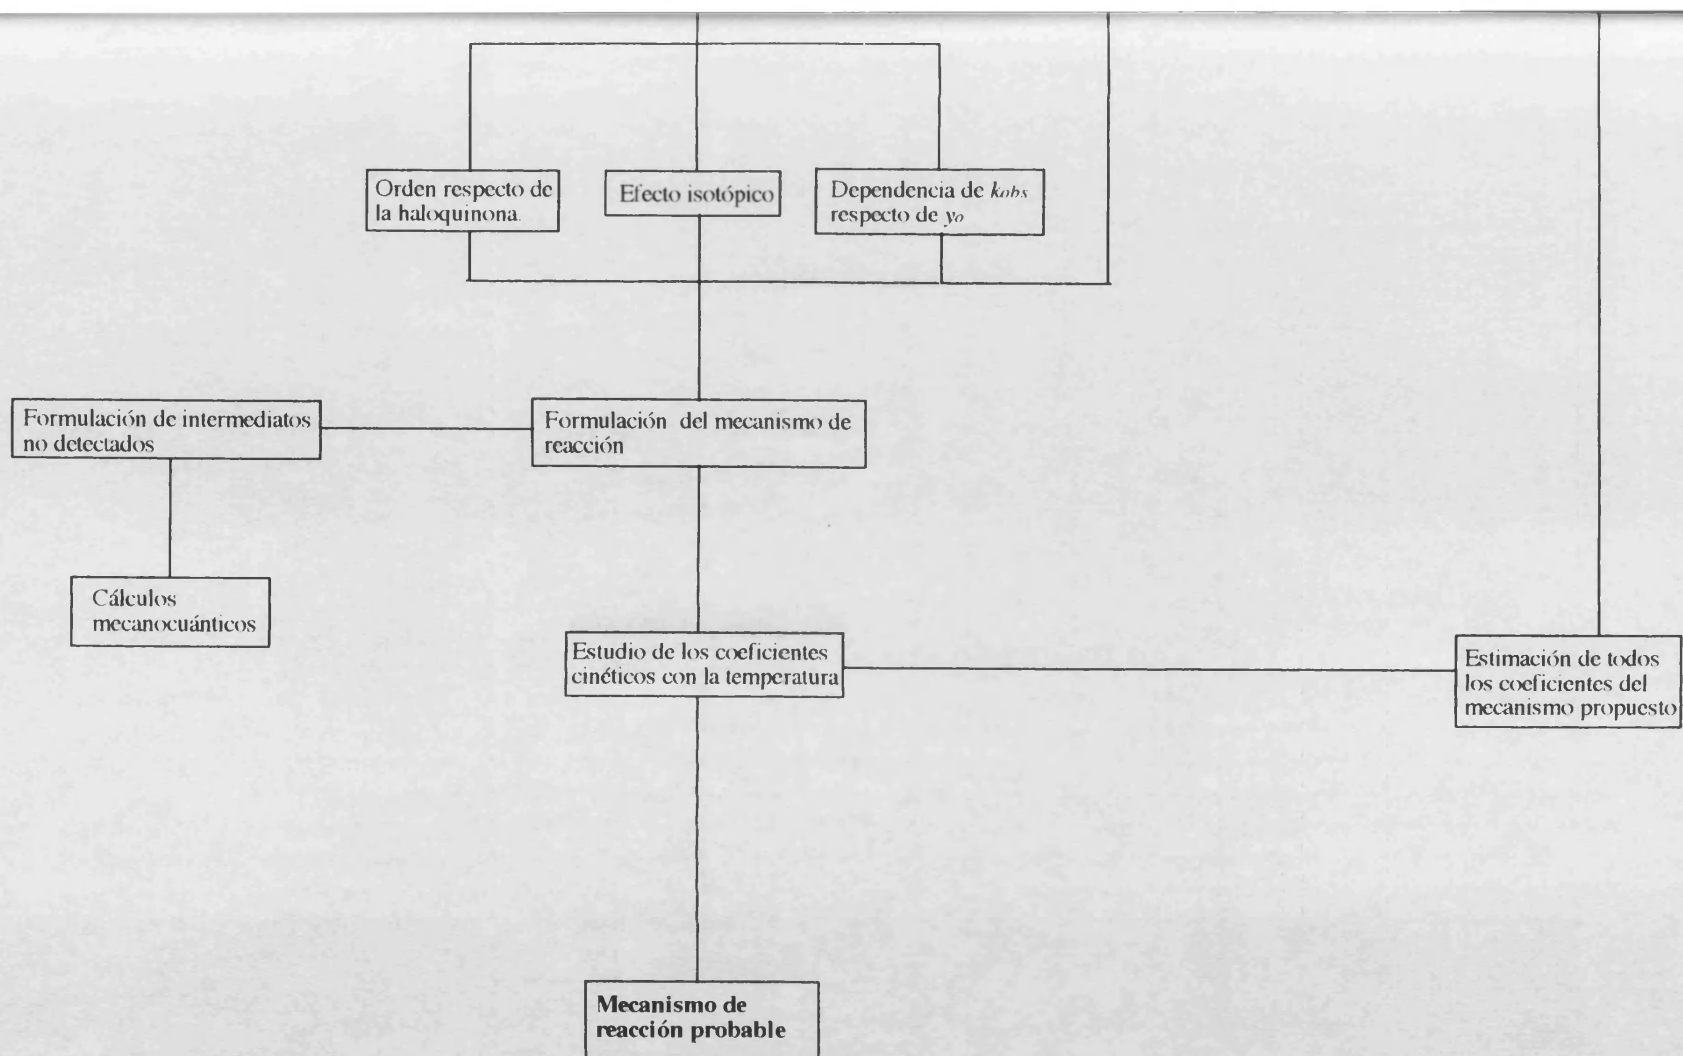 Orden respecto de
la haloquinona.
Efecto isotópico
Dependencia de kobs
respecto de yo
Formulación de intermediatos
no detectados
Formulación del mecanismo de
reacción
Cálculos
mecanocuánticos
Estudio de los coeficientes
cinéticos con la temperatura
Estimación de todos
los coeficientes del
mecanismo propuesto
Mecanismo de
reacción probable